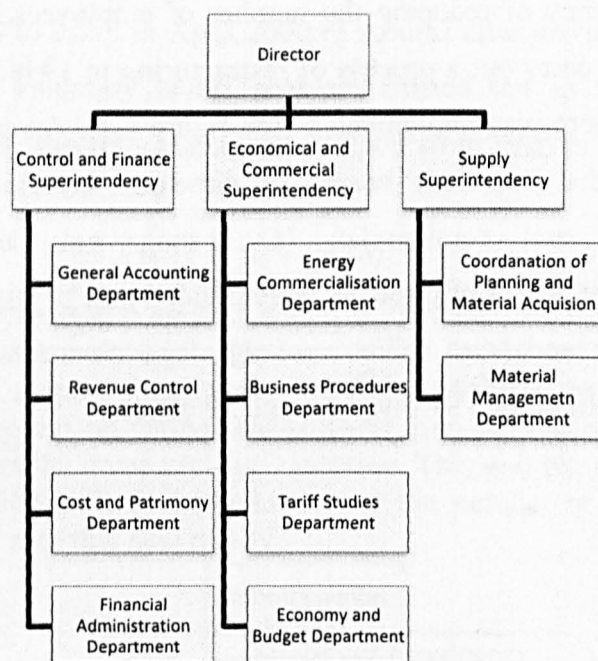 Director
Control and Finance
Superintendency
Economical and
Commercial
Superintendency
Supply
Superintendency
General Accounting
Department
Energy
Commercialisation
Department
Coordanation of
Planning and
Material Acquision
Revenue Control
Department
Business Procedures
Department
Material
Managemetn
Department
Cost and Patrimony
Department
Tariff Studies
Department
Financial
Administration
Department
Economy and
Budget Department